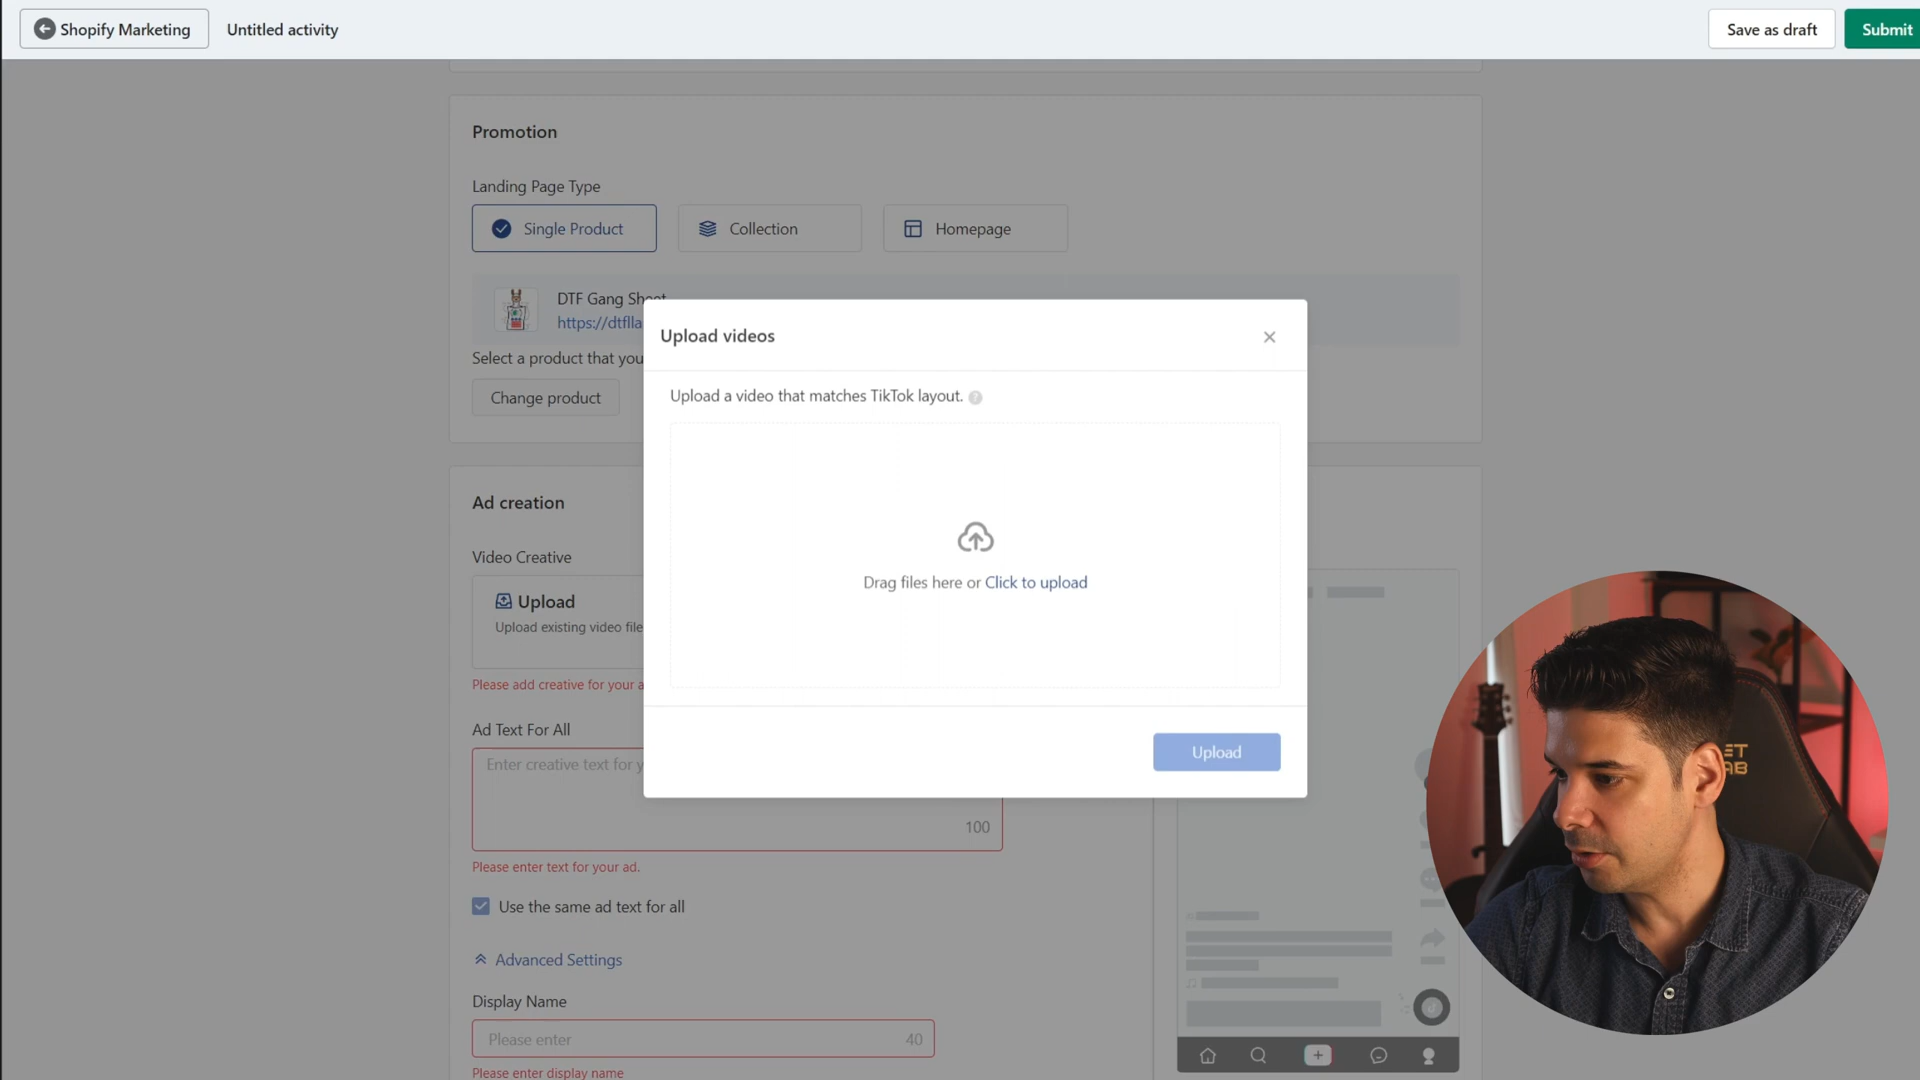 Shopify Marketing
Untitled activity
Save as draft
Submit
Promotion
Landing Page Type
Single Product
Collection
Homepage
DTF Gang Sheet
https://dtflla
Select a product that you
Change product
Upload videos
Upload a video that matches TikTok layout.
Drag files here or Click to upload
Upload
Ad creation
Video Creative
Upload
Upload existing video file
Please add creative for your a
Ad Text For All
Enter creative text for y
100
Please enter text for your ad.
Use the same ad text for all
Advanced Settings
Display Name
Please enter
40
Please enter display name
ET
AB